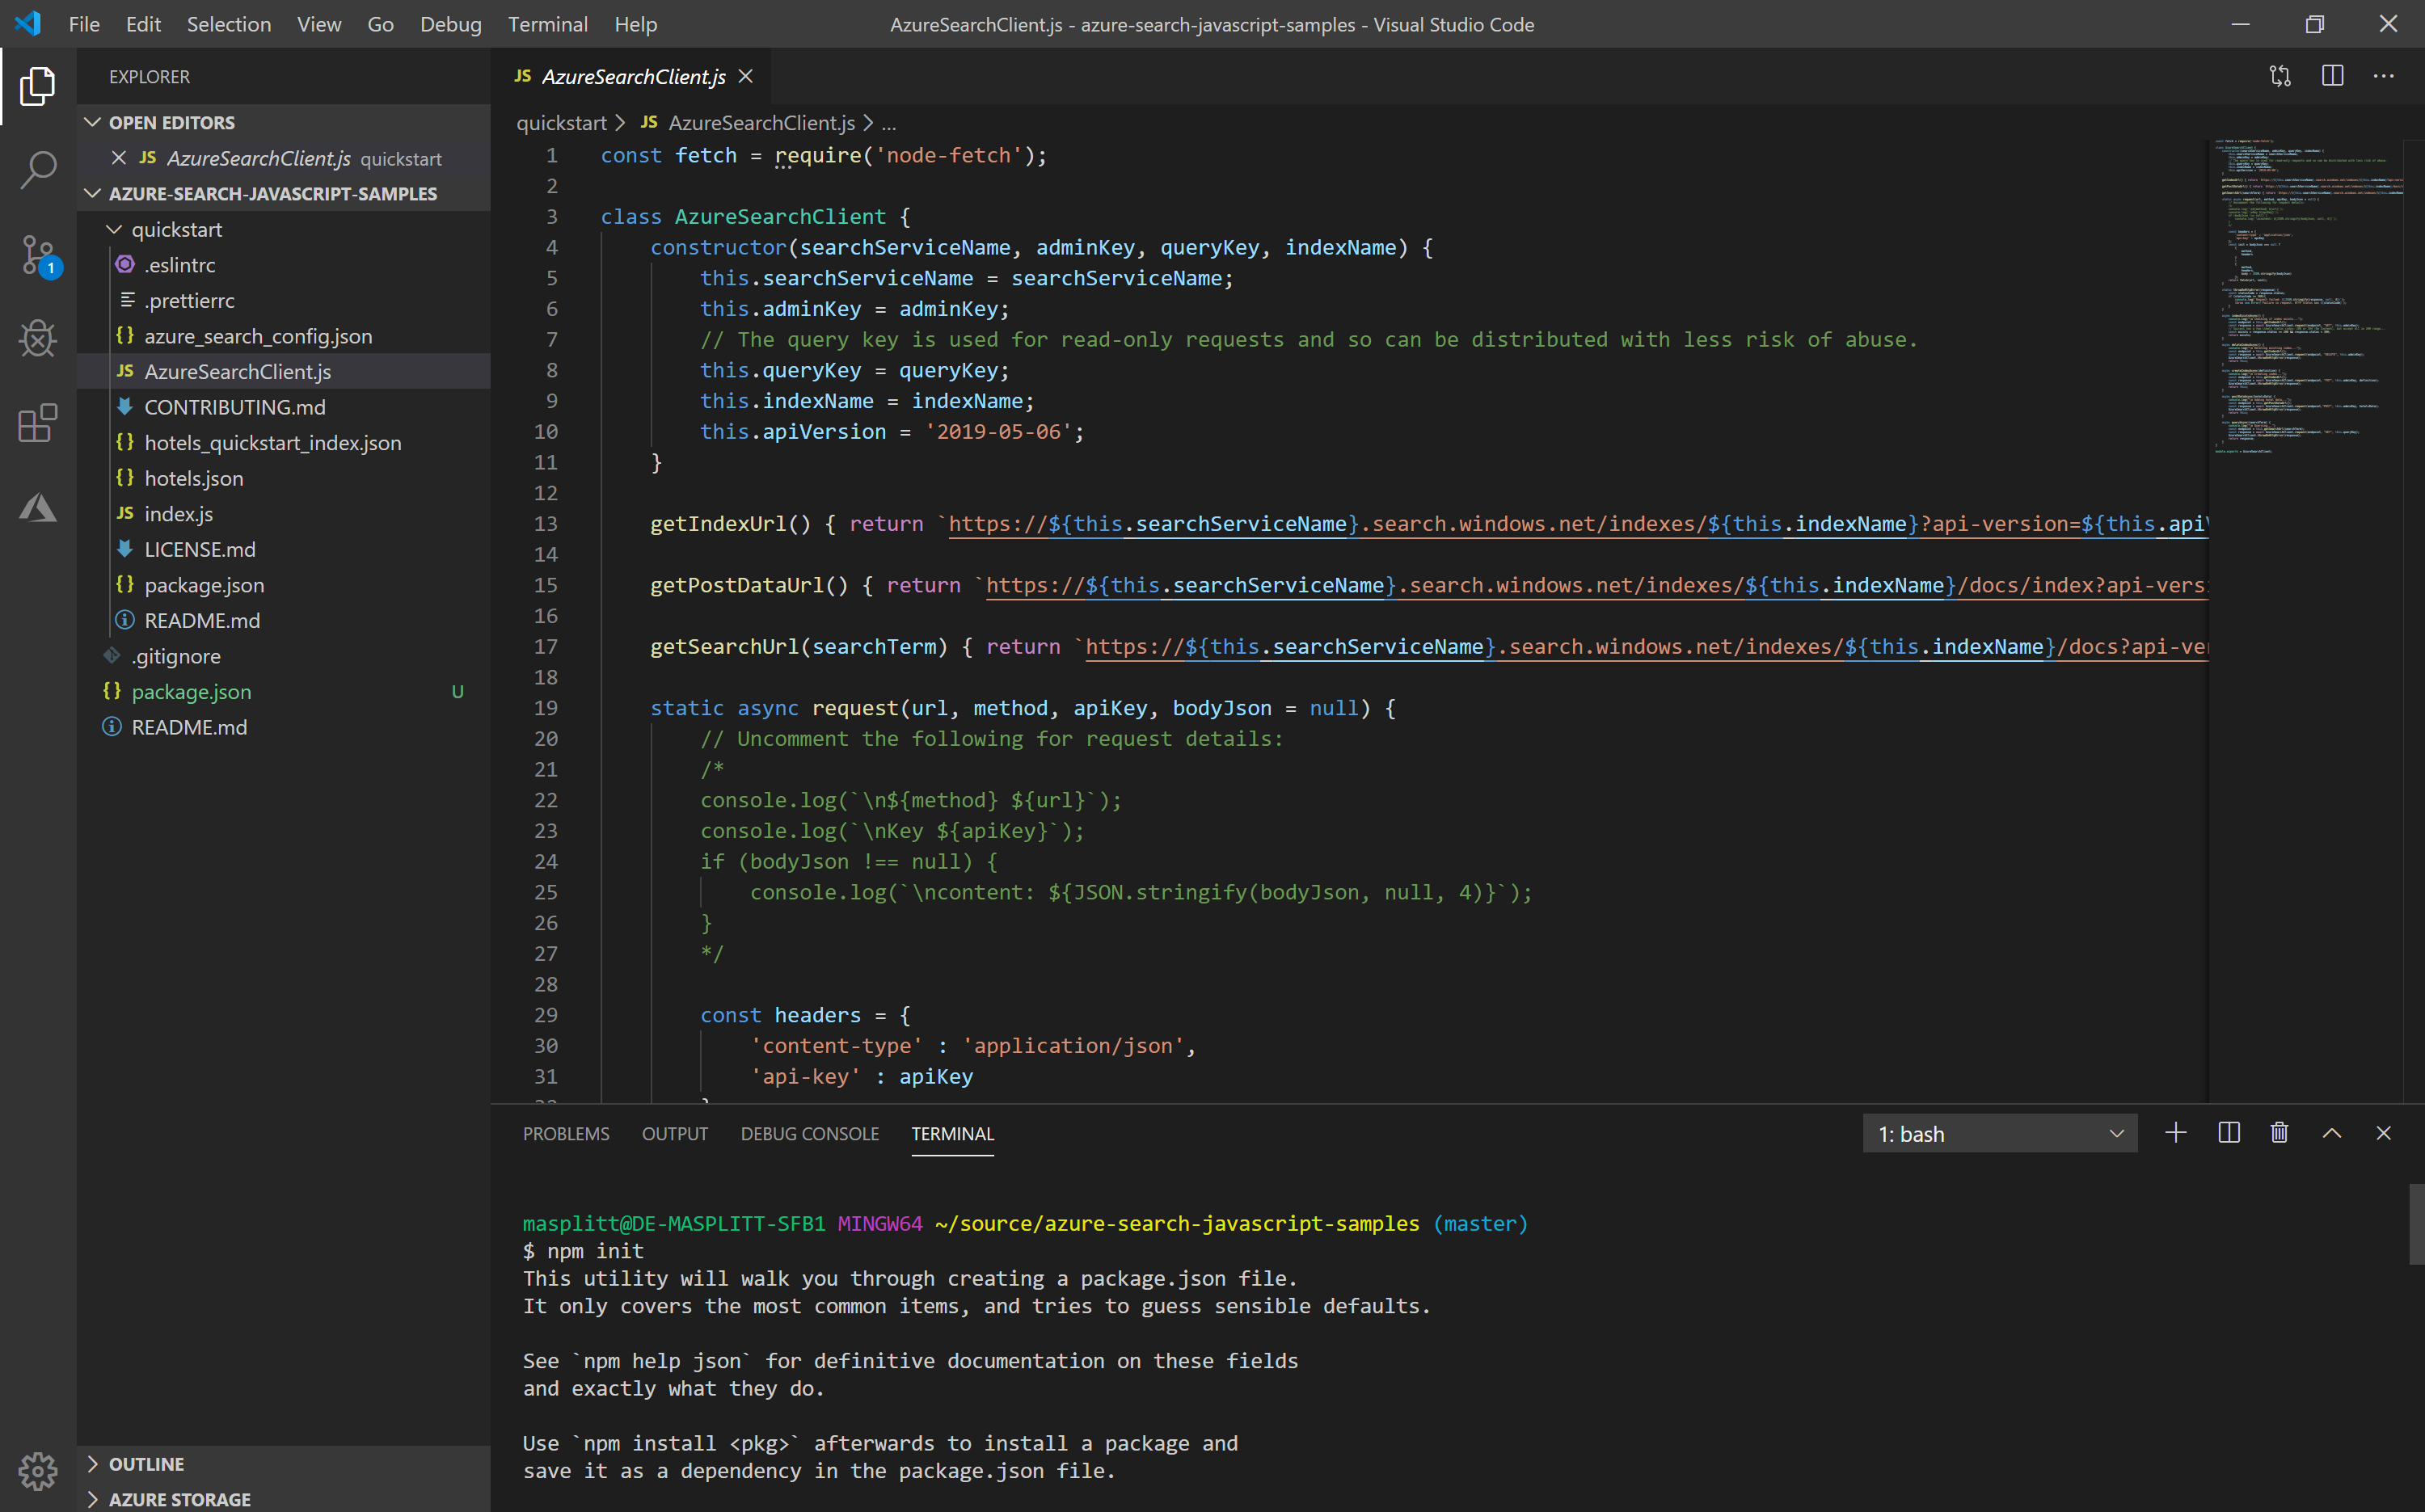 File Edit Selection View Go Debug Terminal Help
AzureSearchClient.js - azure-search-javascript-samples - Visual Studio Code
EXPLORER
OPEN EDITORS
JS AzureSearchClient.js quickstart
AZURE-SEARCH-JAVASCRIPT-SAMPLES
quickstart
.eslintrc
.prettierrc
{} azure_search_config.json
JS AzureSearchClient.js
CONTRIBUTING.md
{} hotels_quickstart_index.json
{} hotels.json
JS index.js
LICENSE.md
{} package.json
README.md
.gitignore
{} package.json U
README.md
1
OUTLINE
AZURE STORAGE
JS AzureSearchClient.js
quickstart > JS AzureSearchClient.js > ...
1 const fetch = require('node-fetch');
2
3 class AzureSearchClient {
4 constructor(searchServiceName, adminKey, queryKey, indexName) {
5 this.searchServiceName = searchServiceName;
6 this.adminKey = adminKey;
7 // The query key is used for read-only requests and so can be distributed with less risk of abuse.
8 this.queryKey = queryKey;
9 this.indexName = indexName;
10 this.apiVersion = '2019-05-06';
11 }
12
13 getIndexUrl() { return `https://${this.searchServiceName}.search.windows.net/indexes/${this.indexName}?api-version=${this.api
14
15 getPostDataUrl() { return `https://${this.searchServiceName}.search.windows.net/indexes/${this.indexName}/docs/index?api-vers
16
17 getSearchUrl(searchTerm) { return `https://${this.searchServiceName}.search.windows.net/indexes/${this.indexName}/docs?api-ve
18
19 static async request(url, method, apiKey, bodyJson = null) {
20 // Uncomment the following for request details:
21 /*
22 console.log(`\n${method} ${url}`);
23 console.log(`\nKey ${apiKey}`);
24 if (bodyJson !== null) {
25 console.log(`\ncontent: ${JSON.stringify(bodyJson, null, 4)}`);
26 }
27 */
28
29 const headers = {
30 'content-type' : 'application/json',
31 'api-key' : apiKey
PROBLEMS OUTPUT DEBUG CONSOLE TERMINAL
1: bash
masplitt@DE-MASPLITT-SFB1 MINGW64 ~/source/azure-search-javascript-samples (master)
$ npm init
This utility will walk you through creating a package.json file.
It only covers the most common items, and tries to guess sensible defaults.
See `npm help json` for definitive documentation on these fields
and exactly what they do.
Use `npm install <pkg>` afterwards to install a package and
save it as a dependency in the package.json file.